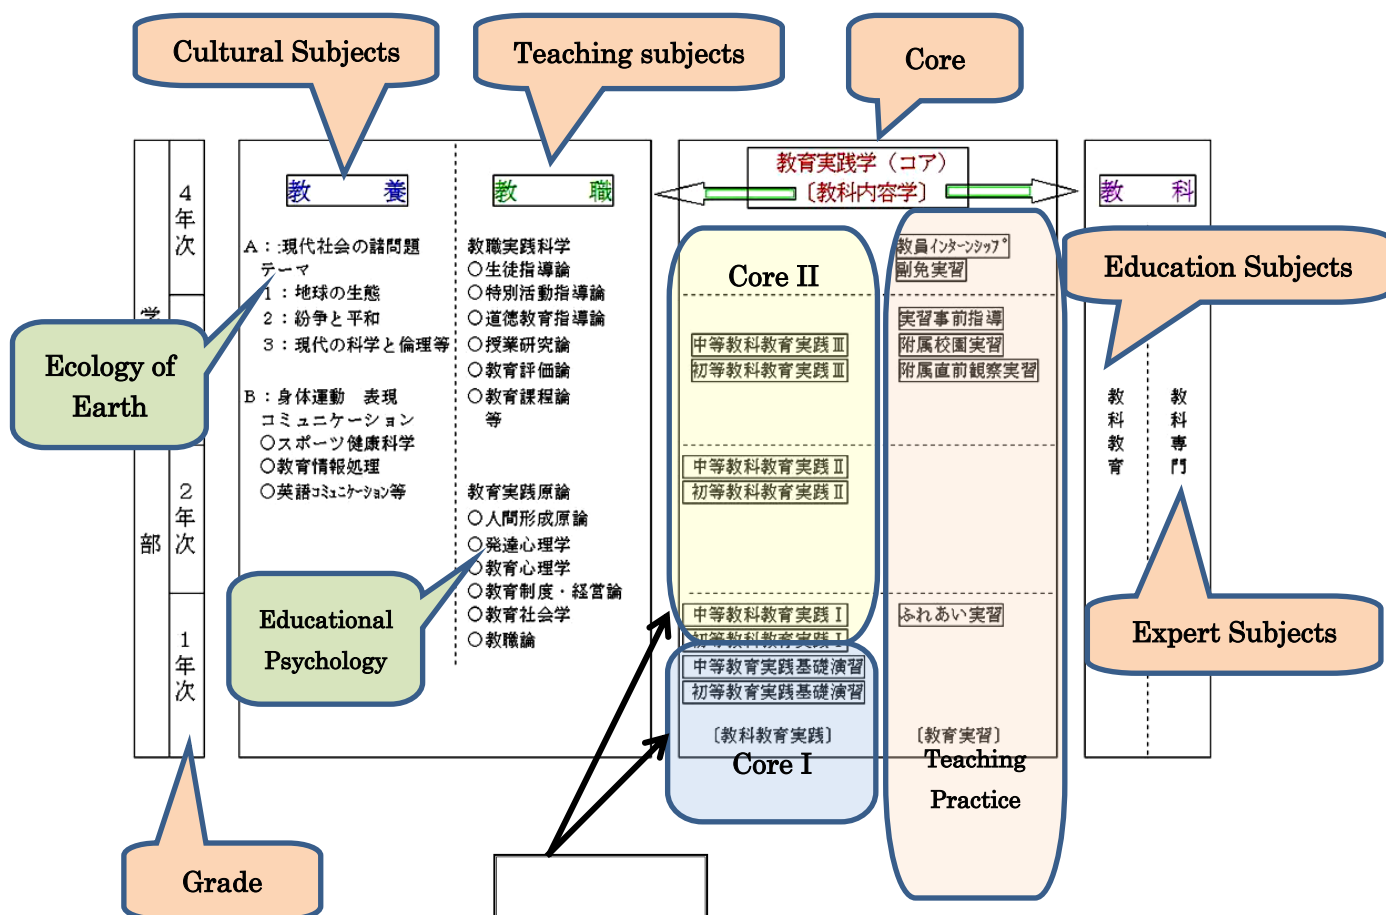 Cultural Subjects
Teaching subjects
Core
教育実践学（コア）
〔教科内容学〕
教　養
教　職
教　科
4年次
2年次
1年次
学
部
A：:現代社会の諸問題
テーマ
1：地球の生態
2：紛争と平和
3：現代の科学と倫理等
B：身体運動　表現
コミュニケーション
○スポーツ健康科学
○教育情報処理
○英語ｺﾐｭﾆｹｰｼｮﾝ等
教職実践科学
○生徒指導論
○特別活動指導論
○道徳教育指導論
○授業研究論
○教育評価論
○教育課程論
等
教育実践原論
○人間形成原論
○発達心理学
○教育心理学
○教育制度・経営論
○教育社会学
○教職論
Core II
中等教科教育実践Ⅲ
初等教科教育実践Ⅲ
中等教科教育実践Ⅱ
初等教科教育実践Ⅱ
中等教科教育実践Ⅰ
初等教科教育実践Ⅰ
中等教育実践基礎演習
初等教育実践基礎演習
〔教科教育実践〕
Core I
教員ｲﾝﾀｰﾝｼｯﾌﾟ
副免実習
実習事前指導
附属校園実習
附属直前観察実習
ふれあい実習
〔教育実習〕
Teaching
Practice
Education Subjects
教科教育
教科専門
Expert Subjects
Ecology of
Earth
Educational
Psychology
Grade